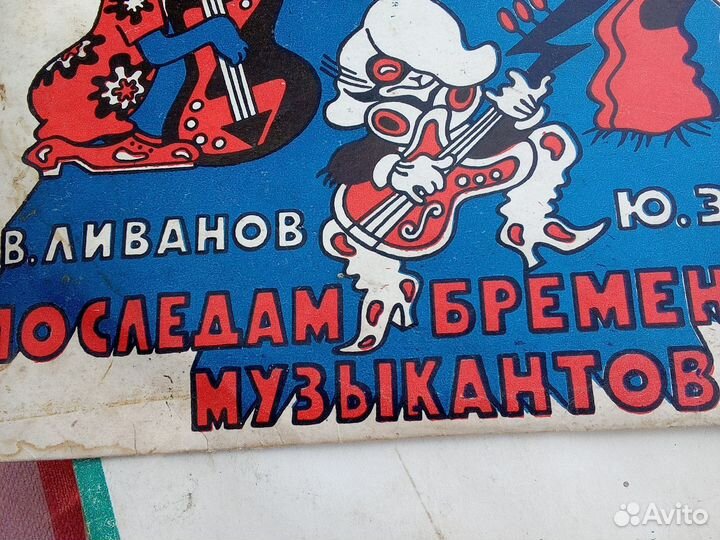 В. ЛИВАНОВ Ю. Э
ПОСЛЕДАМ БРЕМЕН
МУЗЫКАНТОВ
Avito